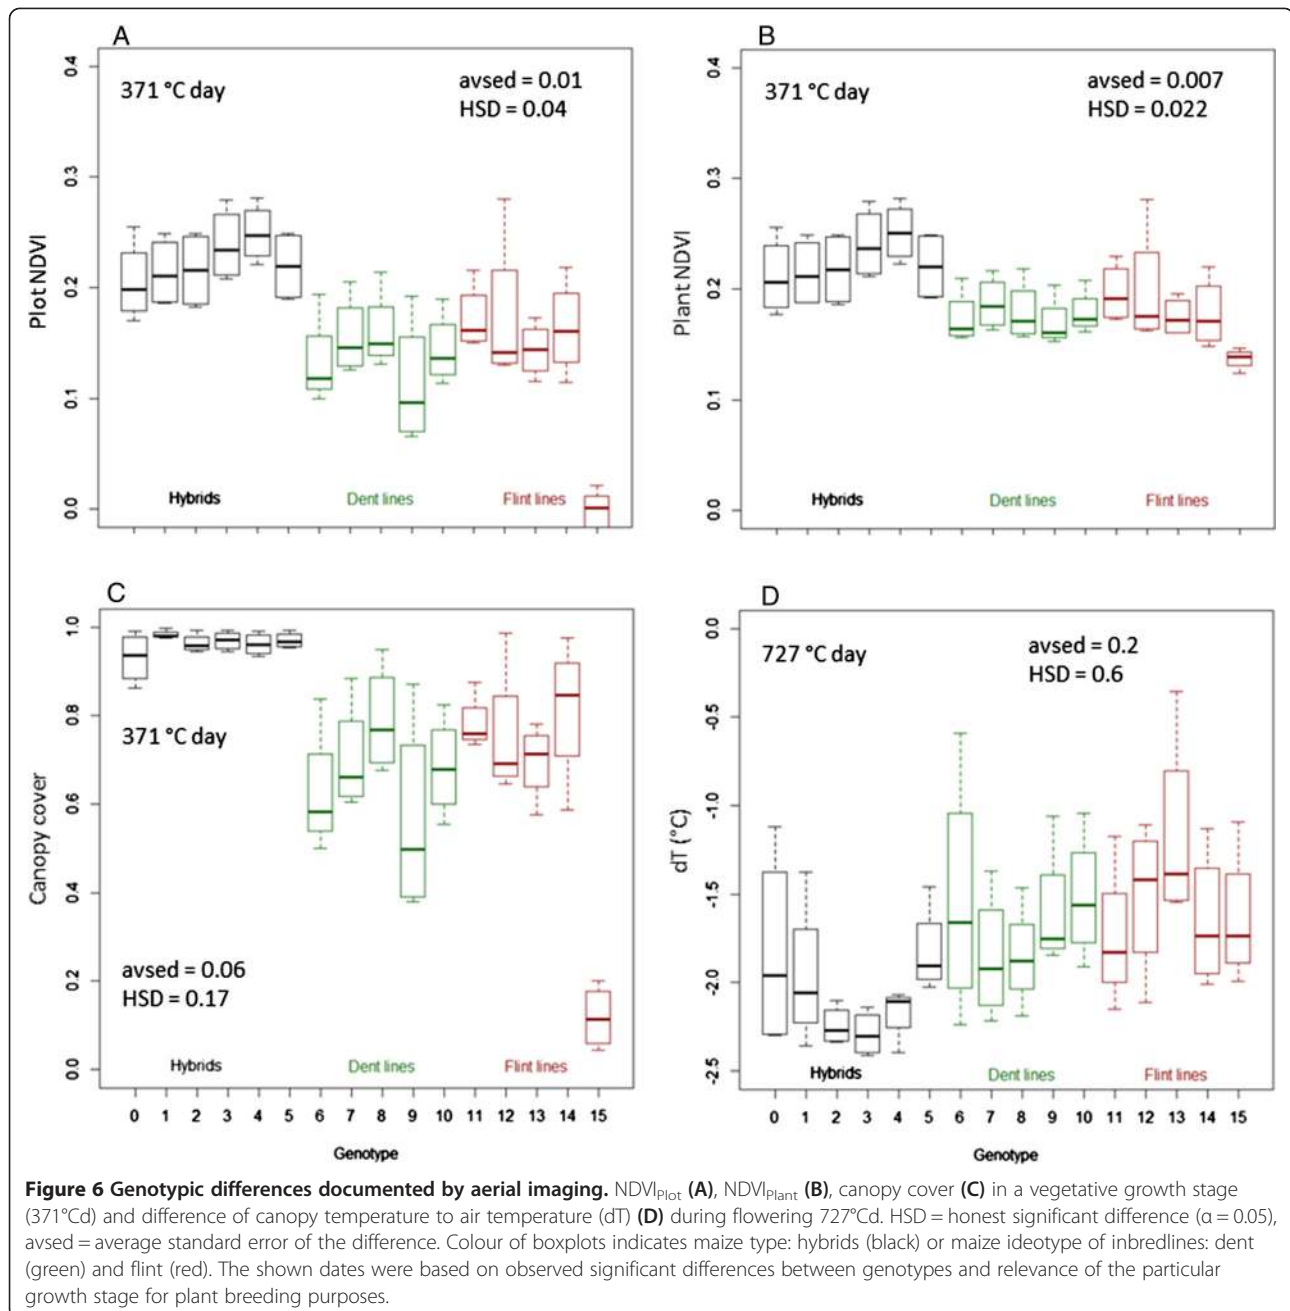 A
B
0.4
0.3
0.2
0.1
0.0
Plot NDVI
371 °C day
avsed = 0.01
HSD = 0.04
Hybrids
Dent lines
Flint lines
0.4
0.3
0.2
0.1
0.0
Plant NDVI
371 °C day
avsed = 0.007
HSD = 0.022
Hybrids
Dent lines
Flint lines
C
D
1.0
0.8
0.6
0.4
0.2
0.0
Canopy cover
371 °C day
avsed = 0.06
HSD = 0.17
Hybrids
Dent lines
Flint lines
0 1 2 3 4 5 6 7 8 9 10 11 12 13 14 15
Genotype
0.0
-0.5
-1.0
-1.5
-2.0
-2.5
dT (°C)
727 °C day
avsed = 0.2
HSD = 0.6
Hybrids
Dent lines
Flint lines
0 1 2 3 4 5 6 7 8 9 10 11 12 13 14 15
Genotype
Figure 6 Genotypic differences documented by aerial imaging. NDVIPlot (A), NDVIPlant (B), canopy cover (C) in a vegetative growth stage
(371°Cd) and difference of canopy temperature to air temperature (dT) (D) during flowering 727°Cd. HSD = honest significant difference (α = 0.05),
avsed = average standard error of the difference. Colour of boxplots indicates maize type: hybrids (black) or maize ideotype of inbredlines: dent
(green) and flint (red). The shown dates were based on observed significant differences between genotypes and relevance of the particular
growth stage for plant breeding purposes.